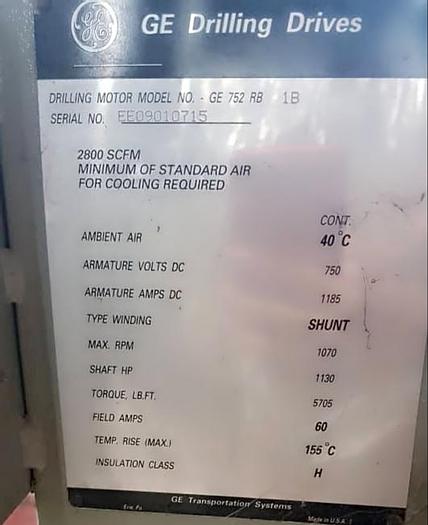 GE
GE Drilling Drives
DRILLING MOTOR MODEL NO. - GE 752 RB 1B
SERIAL NO. EE09010715
2800 SCFM
MINIMUM OF STANDARD AIR
FOR COOLING REQUIRED
CONT.
AMBIENT AIR 40°C
ARMATURE VOLTS DC 750
ARMATURE AMPS DC 1185
TYPE WINDING SHUNT
MAX. RPM 1070
SHAFT HP 1130
TORQUE, LB.FT. 5705
FIELD AMPS 60
TEMP. RISE (MAX.) 155°C
INSULATION CLASS H
GE Transportation Systems
Erie, Pa. Made in U.S.A.